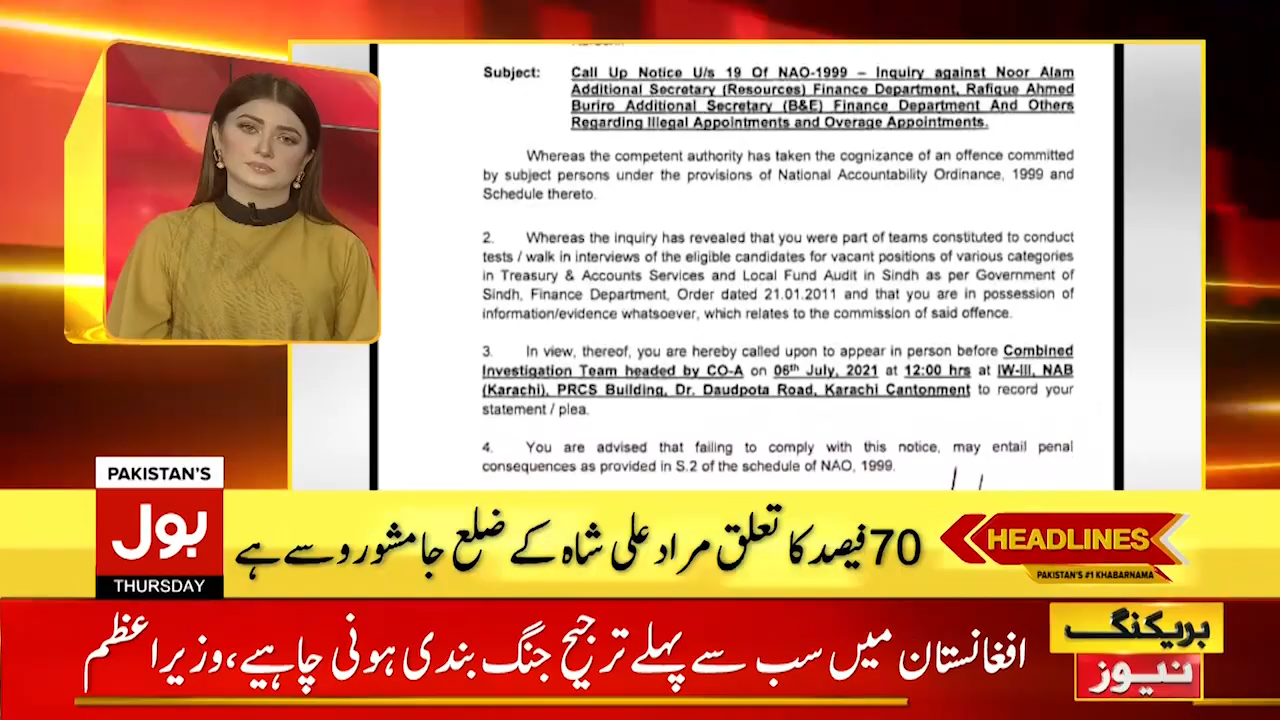 Subject: Call Up Notice U/s 19 Of NAO-1999 – Inquiry against Noor Alam
Additional Secretary (Resources) Finance Department, Rafique Ahmed
Buriro Additional Secretary (B&E) Finance Department And Others
Regarding Illegal Appointments and Overage Appointments.
Whereas the competent authority has taken the cognizance of an offence committed
by subject persons under the provisions of National Accountability Ordinance, 1999 and
Schedule thereto.
2. Whereas the inquiry has revealed that you were part of teams constituted to conduct
tests / walk in interviews of the eligible candidates for vacant positions of various categories
in Treasury & Accounts Services and Local Fund Audit in Sindh as per Government of
Sindh, Finance Department, Order dated 21.01.2011 and that you are in possession of
information/evidence whatsoever, which relates to the commission of said offence.
3. In view, thereof, you are hereby called upon to appear in person before Combined
Investigation Team headed by CO-A on 06th July, 2021 at 12:00 hrs at IW-III, NAB
(Karachi), PRCS Building, Dr. Daudpota Road, Karachi Cantonment to record your
statement / plea.
4. You are advised that failing to comply with this notice, may entail penal
consequences as provided in S.2 of the schedule of NAO, 1999.
PAKISTAN'S
بول
THURSDAY
70 فیصد کا تعلق مراد علی شاہ کے ضلع جامشورو سے ہے
HEADLINES
PAKISTAN'S #1 KHABARNAMA
بریکنگ
نیوز
افغانستان میں سب سے پہلے ترجیح جنگ بندی ہونی چاہیے، وزیراعظم